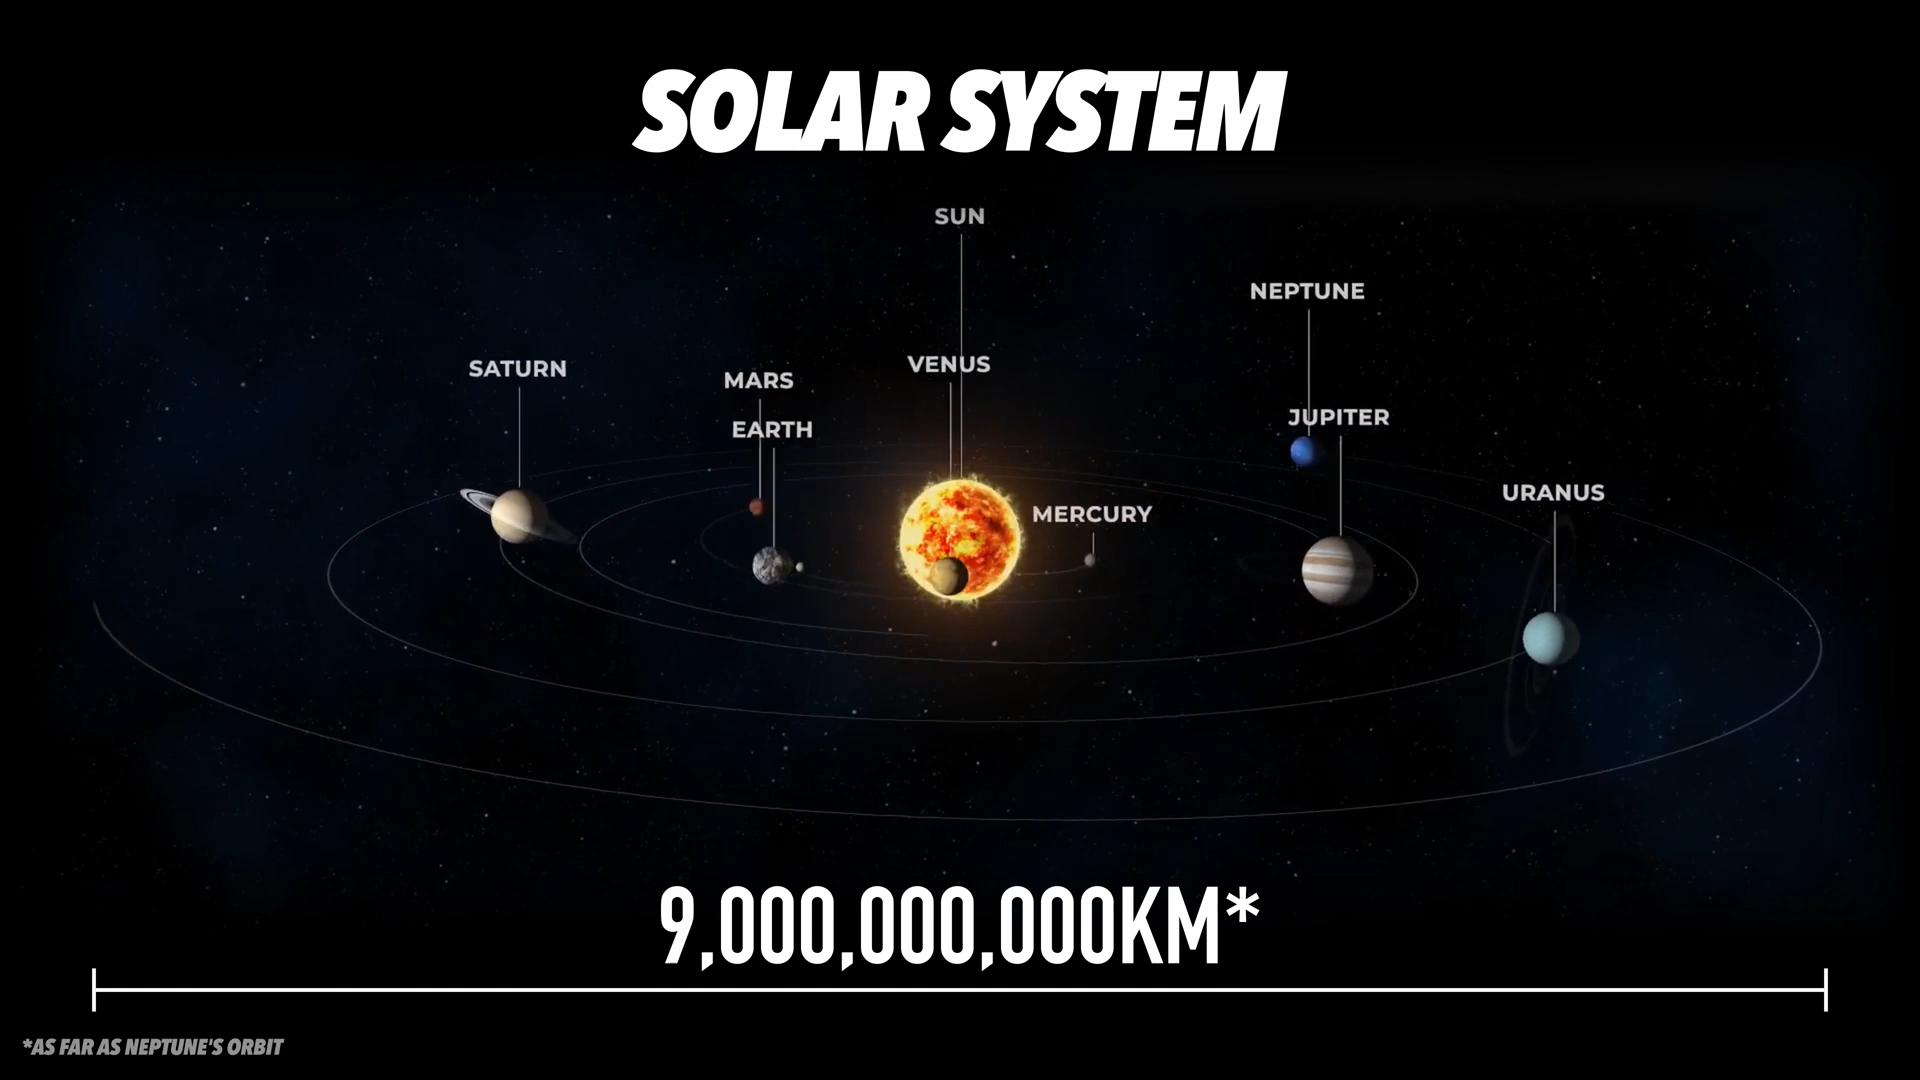 SOLAR SYSTEM
SUN
NEPTUNE
VENUS
SATURN
MARS
JUPITER
EARTH
URANUS
MERCURY
9,000,000,000KM*
*AS FAR AS NEPTUNE'S ORBIT